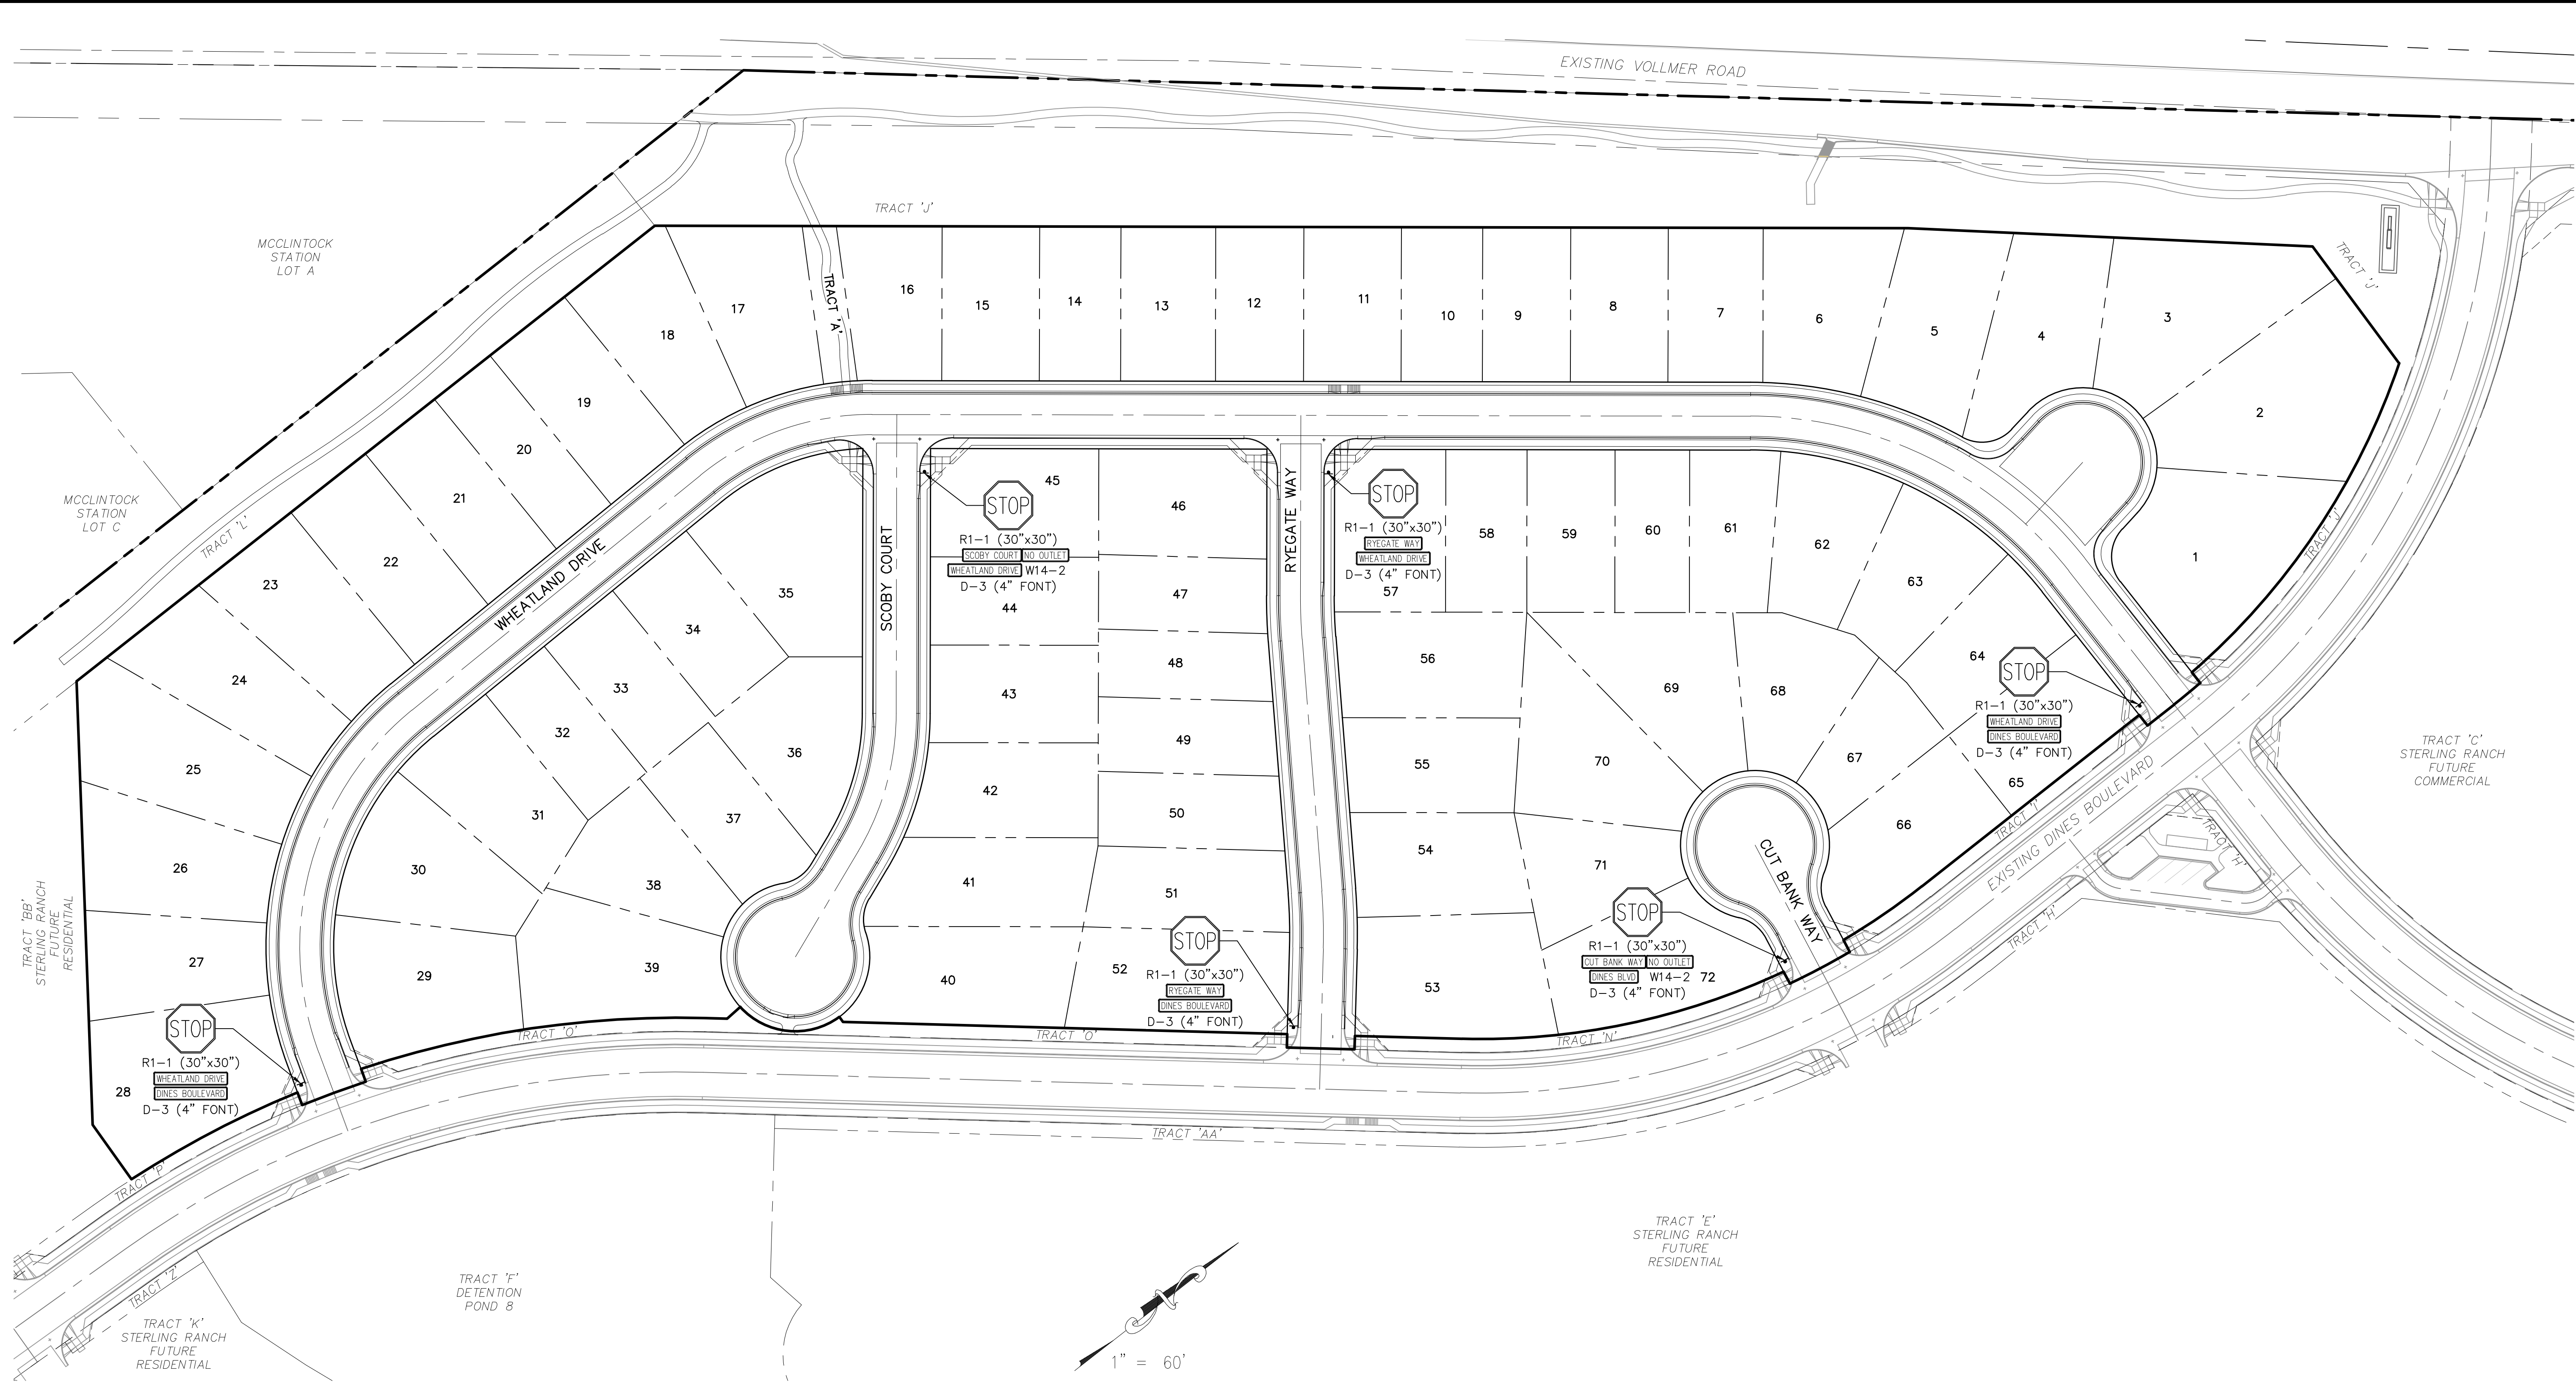 EXISTING VOLLMER ROAD
TRACT 'J'
MCCLINTOCK
STATION
LOT A
TRACT 'J'
TRACT 'A'
17
16
15
14
13
12
11
10
9
8
7
6
5
4
3
18
19
2
20
21
22
23
24
25
26
27
28
MCCLINTOCK
STATION
LOT C
TRACT 'L'
WHEATLAND DRIVE
SCOBY COURT
RYEGATE WAY
STOP
R1-1 (30"x30")
SCOBY COURT NO OUTLET
WHEATLAND DRIVE W14-2
D-3 (4" FONT)
45
46
47
44
48
43
49
42
50
41
51
40
52
STOP
R1-1 (30"x30")
RYEGATE WAY
WHEATLAND DRIVE
D-3 (4" FONT)
57
58
59
60
61
62
63
64
1
TRACT 'J'
STOP
R1-1 (30"x30")
WHEATLAND DRIVE
DINES BOULEVARD
D-3 (4" FONT)
65
66
67
68
69
70
71
56
55
54
53
35
34
33
32
31
30
29
36
37
38
39
CUT BANK WAY
STOP
R1-1 (30"x30")
CUT BANK WAY NO OUTLET
DINES BLVD W14-2 72
D-3 (4" FONT)
STOP
R1-1 (30"x30")
RYEGATE WAY
DINES BOULEVARD
D-3 (4" FONT)
STOP
R1-1 (30"x30")
WHEATLAND DRIVE
DINES BOULEVARD
D-3 (4" FONT)
TRACT 'BB'
STERLING RANCH
FUTURE
RESIDENTIAL
TRACT 'C'
STERLING RANCH
FUTURE
COMMERCIAL
TRACT 'I'
EXISTING DINES BOULEVARD
TRACT 'H'
TRACT 'H'
TRACT 'O'
TRACT 'O'
TRACT 'N'
TRACT 'AA'
TRACT 'P'
TRACT 'Z'
TRACT 'K'
STERLING RANCH
FUTURE
RESIDENTIAL
TRACT 'F'
DETENTION
POND 8
TRACT 'E'
STERLING RANCH
FUTURE
RESIDENTIAL
1" = 60'